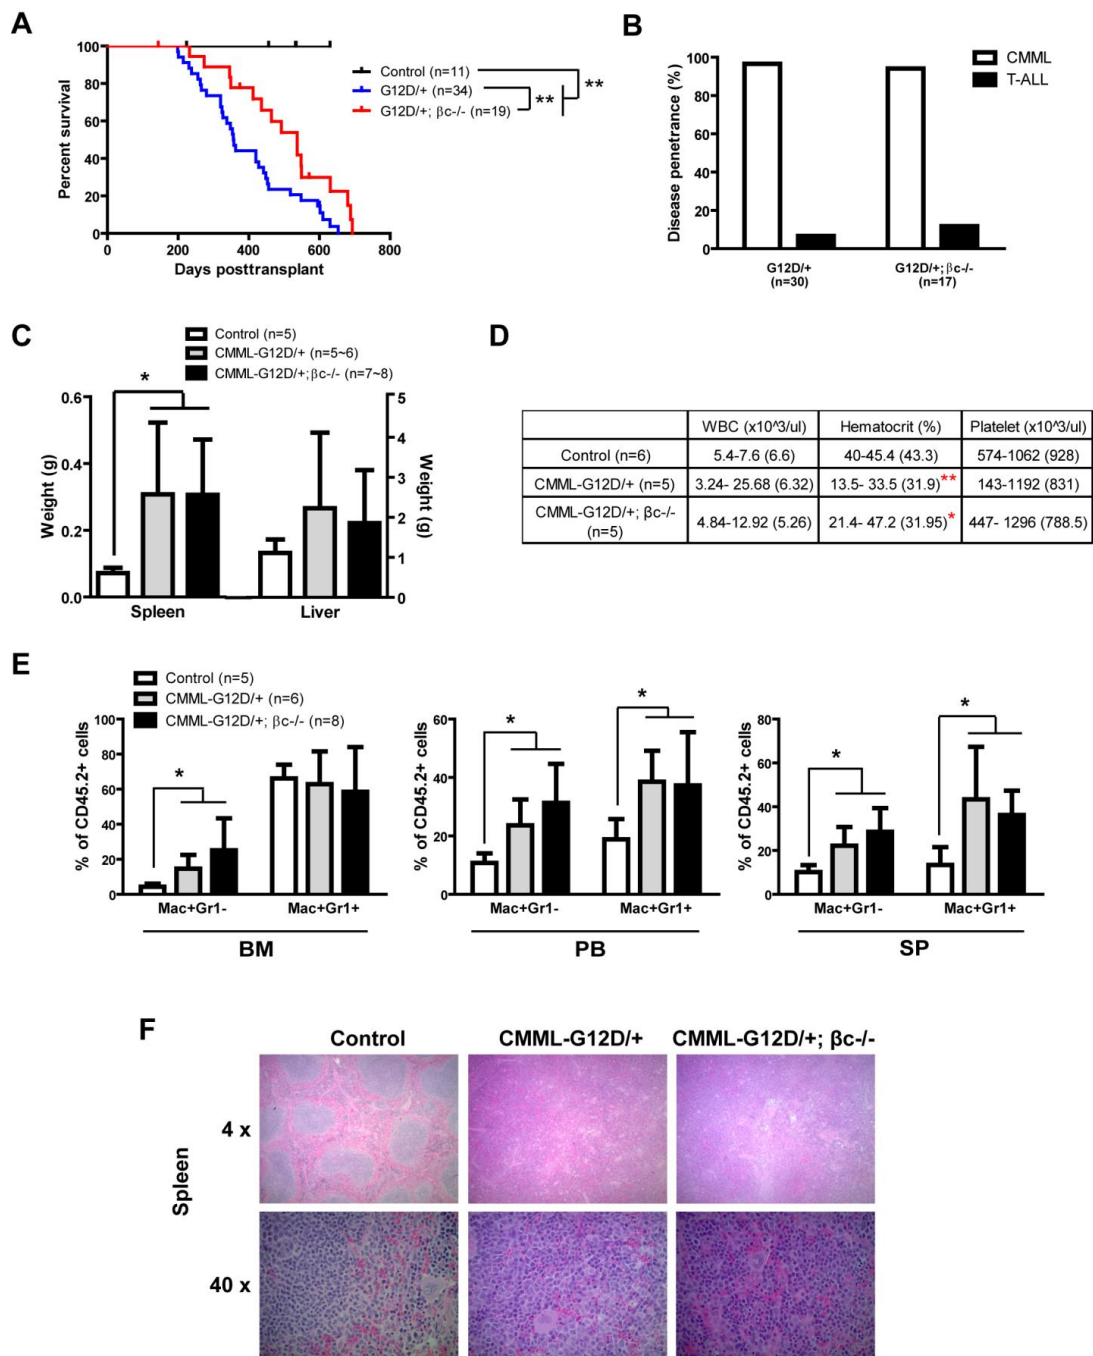 A
Percent survival
100
80
60
40
20
0
0 200 400 600 800
Days posttransplant
Control (n=11)
G12D/+ (n=34)
G12D/+; βc-/- (n=19)
**
**
B
Disease penetrance (%)
100
80
60
40
20
0
CMML
T-ALL
G12D/+
(n=30)
G12D/+; βc-/-
(n=17)
C
Control (n=5)
CMML-G12D/+ (n=5~6)
CMML-G12D/+;βc-/- (n=7~8)
Weight (g)
0.6
0.4
0.2
0.0
*
5
4
3
2
1
0
Weight (g)
Spleen Liver
D
WBC (x10^3/ul) Hematocrit (%) Platelet (x10^3/ul)
Control (n=6) 5.4-7.6 (6.6) 40-45.4 (43.3) 574-1062 (928)
CMML-G12D/+ (n=5) 3.24- 25.68 (6.32) 13.5- 33.5 (31.9)** 143-1192 (831)
CMML-G12D/+; βc-/-
(n=5) 4.84-12.92 (5.26) 21.4- 47.2 (31.95)* 447- 1296 (788.5)
E
Control (n=5)
CMML-G12D/+ (n=6)
CMML-G12D/+; βc-/- (n=8)
% of CD45.2+ cells
100
80
60
40
20
0
*
Mac+Gr1- Mac+Gr1+
BM
% of CD45.2+ cells
60
40
20
0
*
*
Mac+Gr1- Mac+Gr1+
PB
% of CD45.2+ cells
80
60
40
20
0
*
*
Mac+Gr1- Mac+Gr1+
SP
F
Control CMML-G12D/+ CMML-G12D/+; βc-/-
Spleen
4 x
40 x